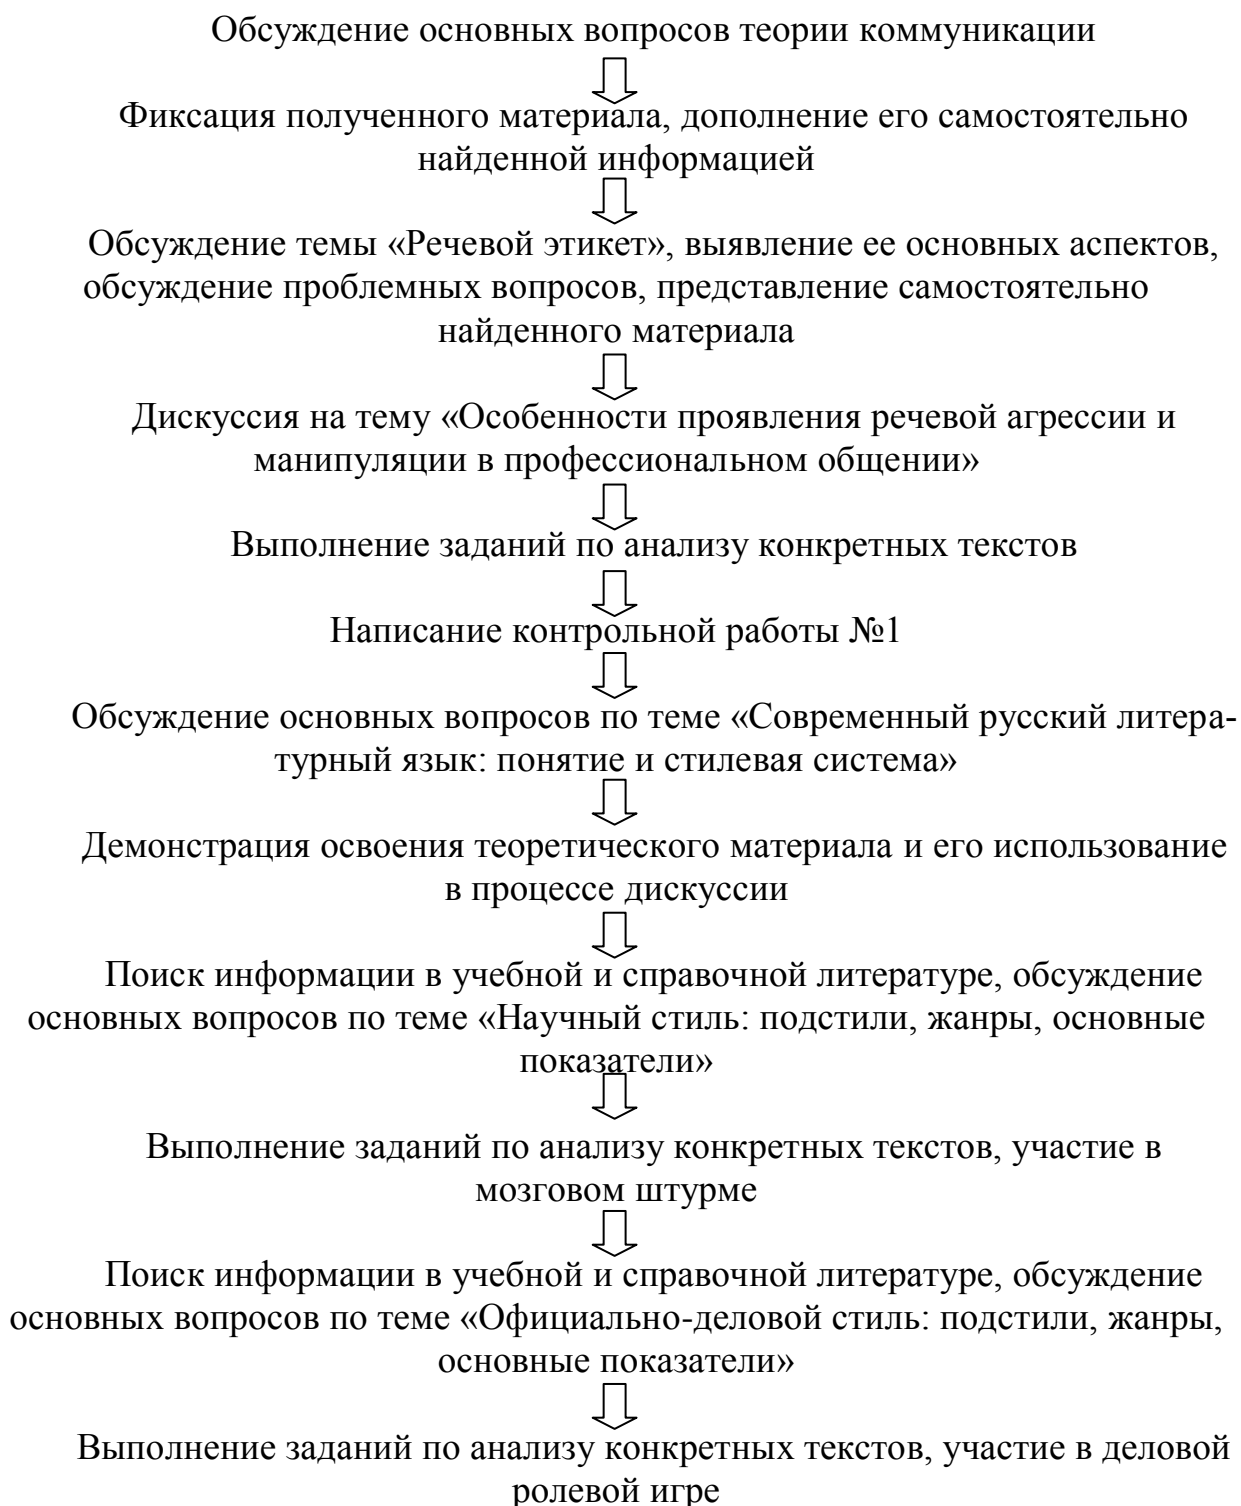 Обсуждение основных вопросов теории коммуникации
Фиксация полученного материала, дополнение его самостоятельно
найденной информацией
Обсуждение темы «Речевой этикет», выявление ее основных аспектов,
обсуждение проблемных вопросов, представление самостоятельно
найденного материала
Дискуссия на тему «Особенности проявления речевой агрессии и
манипуляции в профессиональном общении»
Выполнение заданий по анализу конкретных текстов
Написание контрольной работы №1
Обсуждение основных вопросов по теме «Современный русский литера-
турный язык: понятие и стилевая система»
Демонстрация освоения теоретического материала и его использование
в процессе дискуссии
Поиск информации в учебной и справочной литературе, обсуждение
основных вопросов по теме «Научный стиль: подстили, жанры, основные
показатели»
Выполнение заданий по анализу конкретных текстов, участие в
мозговом штурме
Поиск информации в учебной и справочной литературе, обсуждение
основных вопросов по теме «Официально-деловой стиль: подстили, жанры,
основные показатели»
Выполнение заданий по анализу конкретных текстов, участие в деловой
ролевой игре